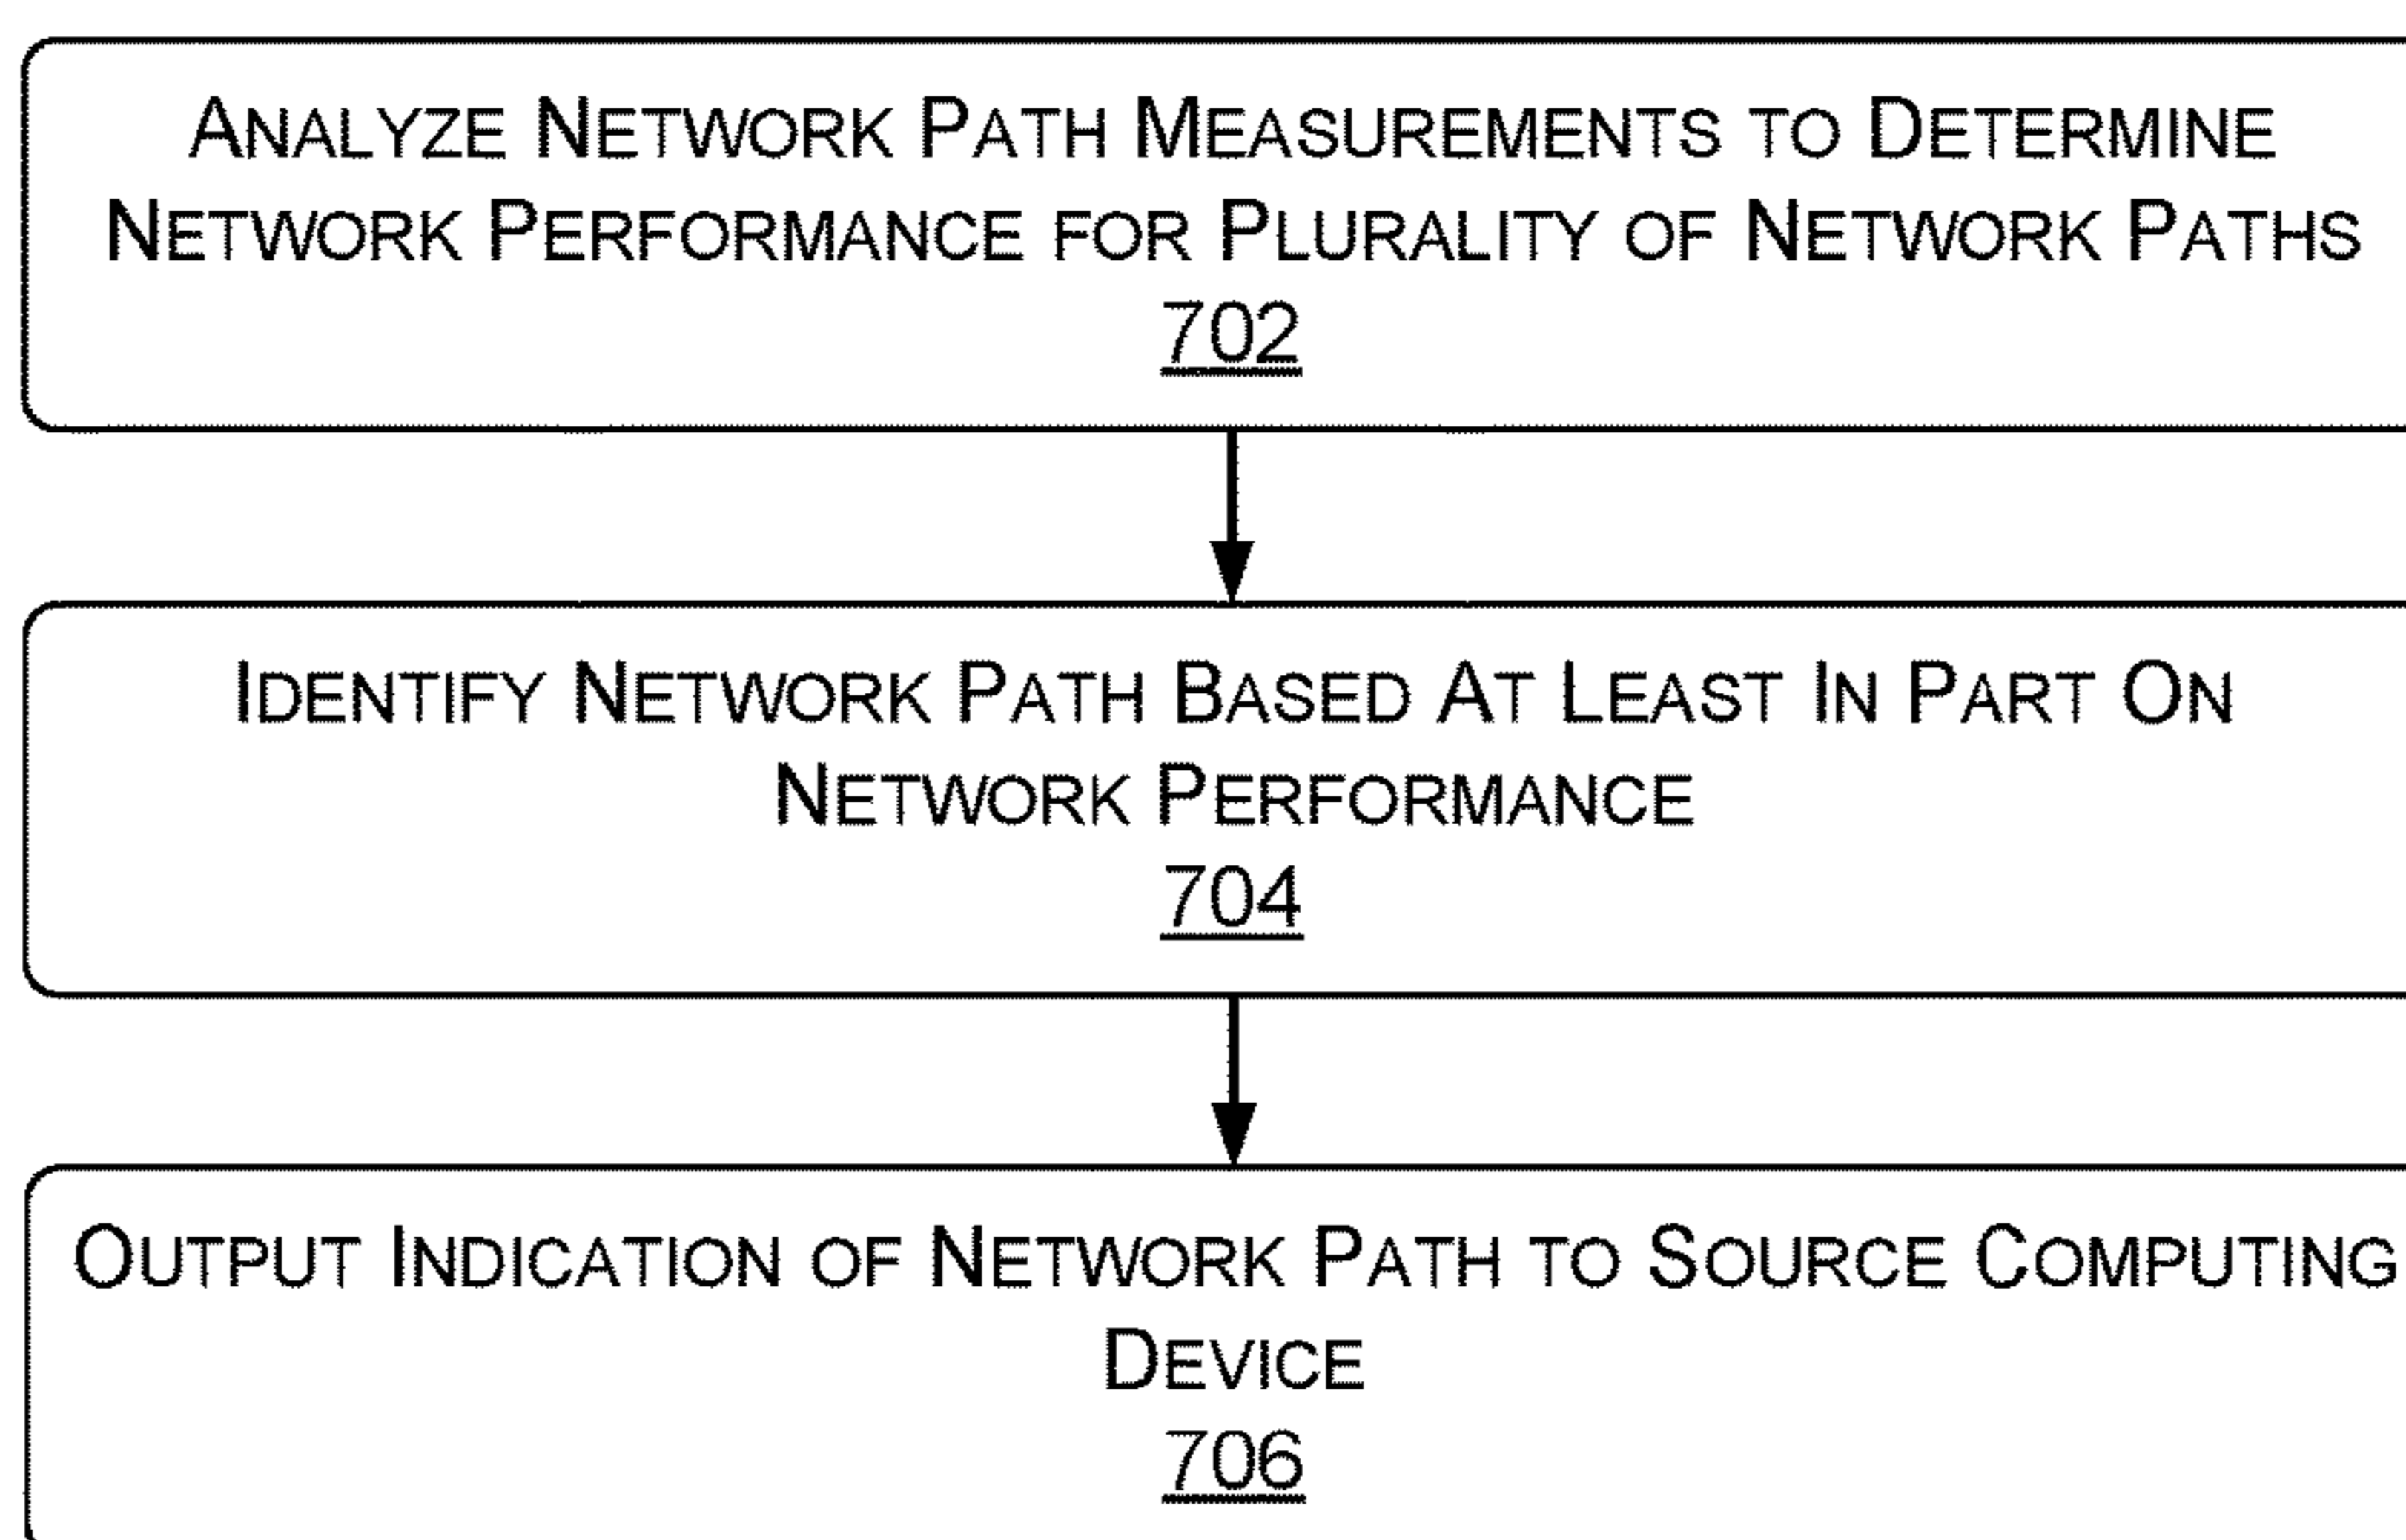 ANALYZE NETWORK PATH MEASUREMENTS TO DETERMINE
NETWORK PERFORMANCE FOR PLURALITY OF NETWORK PATHS
702
IDENTIFY NETWORK PATH BASED AT LEAST IN PART ON
NETWORK PERFORMANCE
704
OUTPUT INDICATION OF NETWORK PATH TO SOURCE COMPUTING
DEVICE
706